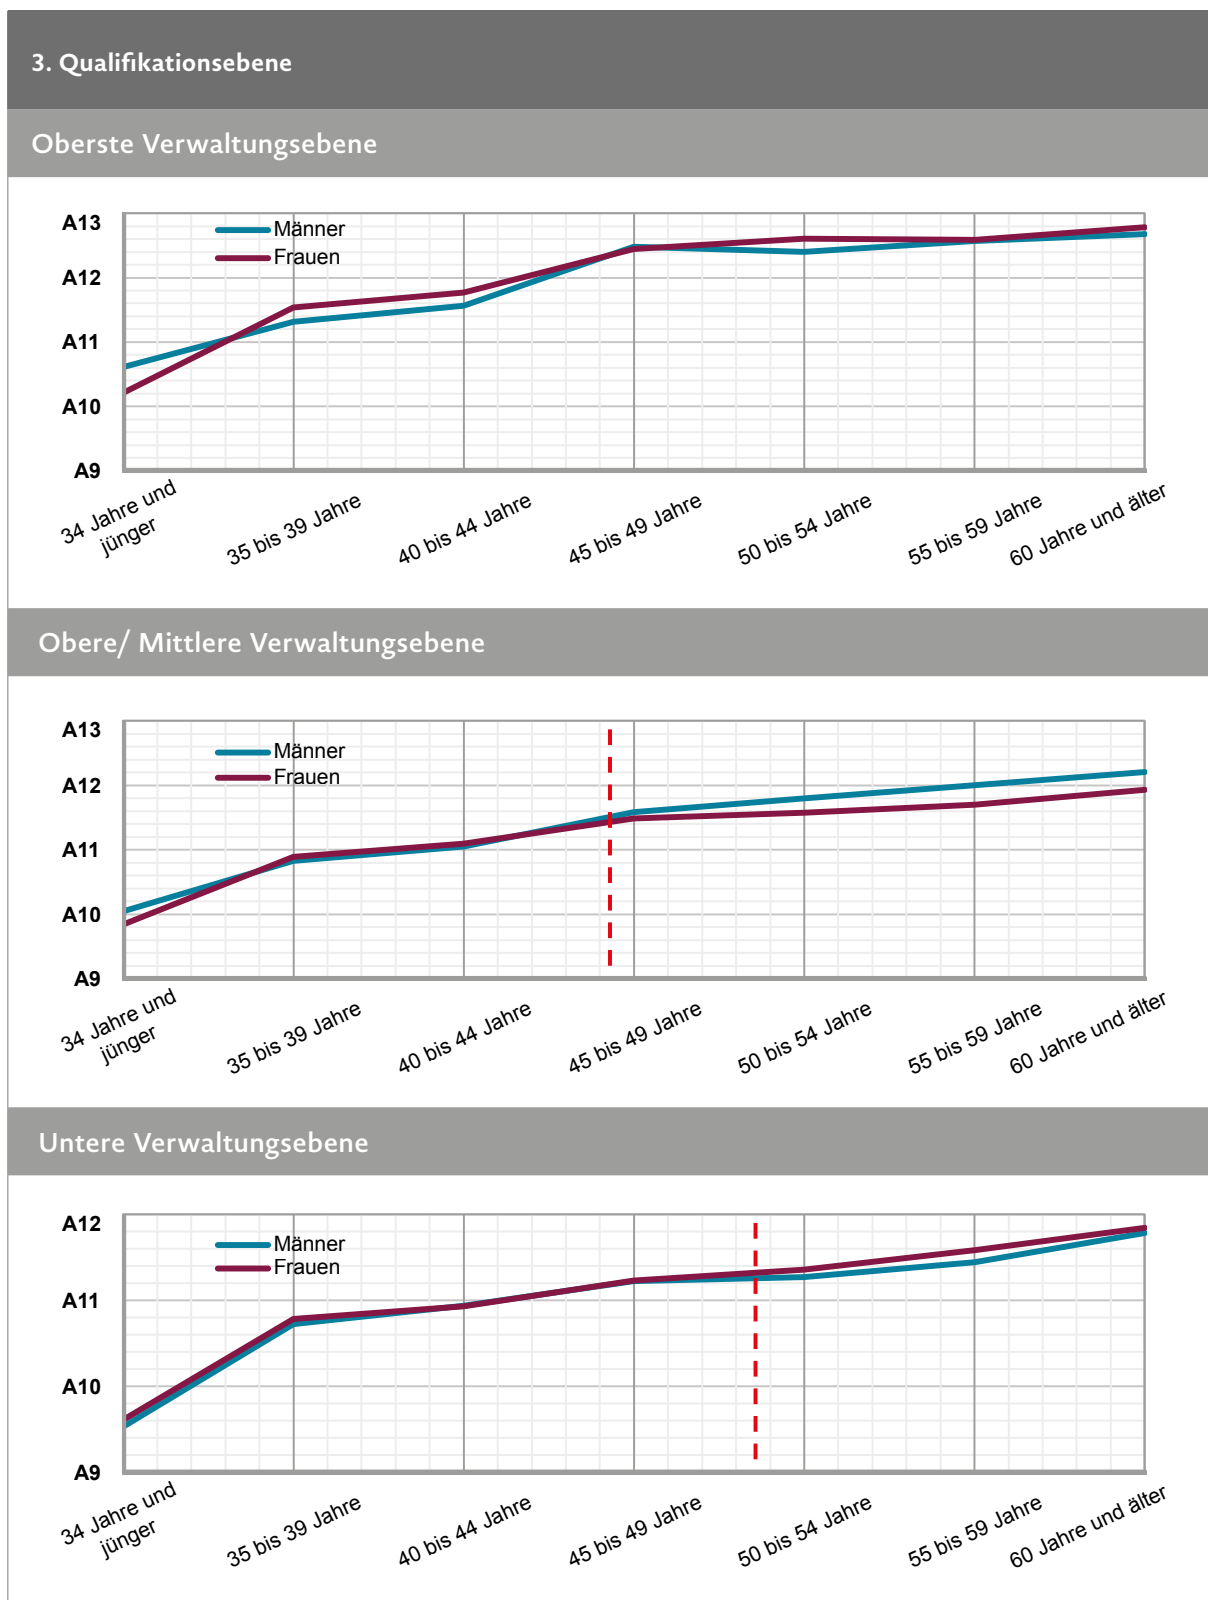 3. Qualifikationsebene
Oberste Verwaltungsebene
A13
A12
A11
A10
A9
Männer
Frauen
34 Jahre und
jünger
35 bis 39 Jahre
40 bis 44 Jahre
45 bis 49 Jahre
50 bis 54 Jahre
55 bis 59 Jahre
60 Jahre und älter
Obere/ Mittlere Verwaltungsebene
A13
A12
A11
A10
A9
Männer
Frauen
34 Jahre und
jünger
35 bis 39 Jahre
40 bis 44 Jahre
45 bis 49 Jahre
50 bis 54 Jahre
55 bis 59 Jahre
60 Jahre und älter
Untere Verwaltungsebene
A12
A11
A10
A9
Männer
Frauen
34 Jahre und
jünger
35 bis 39 Jahre
40 bis 44 Jahre
45 bis 49 Jahre
50 bis 54 Jahre
55 bis 59 Jahre
60 Jahre und älter